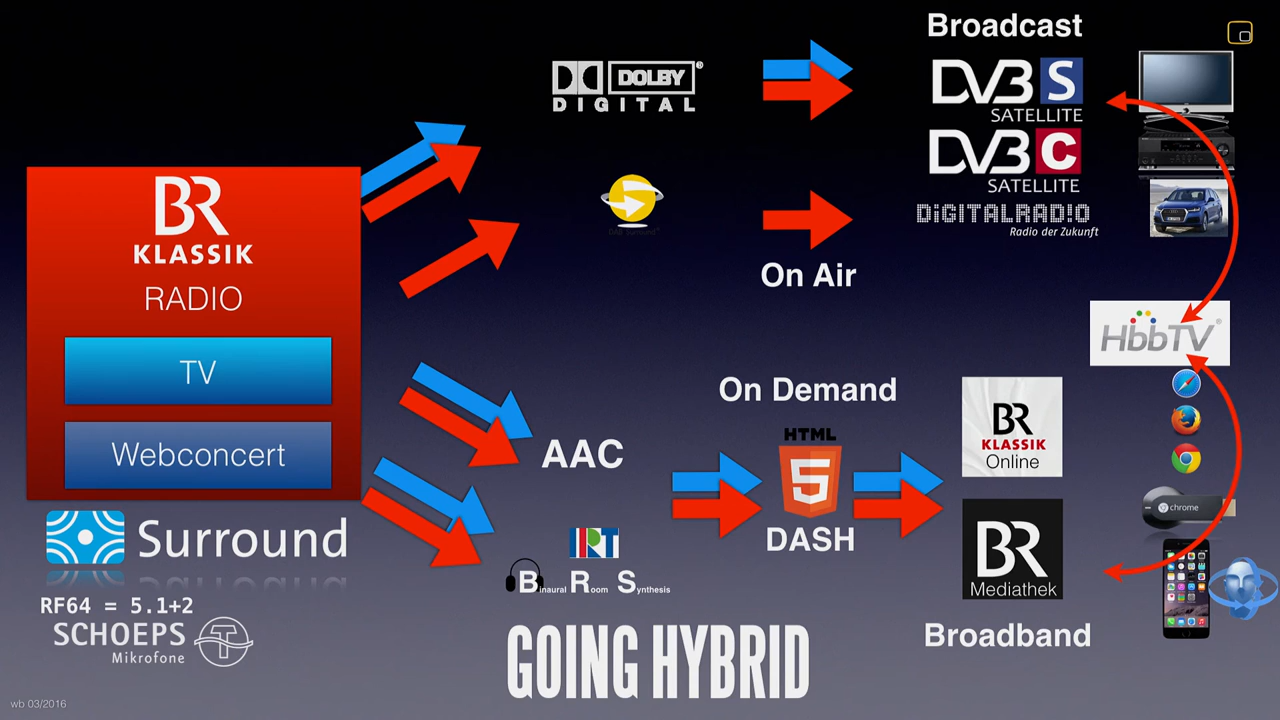 BR
KLASSIK
RADIO
TV
Webconcert
Surround
RF64 = 5.1+2
SCHOEPS
Mikrofone
wb 03/2016
DOLBY
DIGITAL
On Air
AAC
IRT
Binaural Room Synthesis
GOING HYBRID
On Demand
HTML
5
DASH
Broadcast
DVB S
SATELLITE
DVB C
SATELLITE
DiGiTALRADiO
Radio der Zukunft
HbbTV
BR
KLASSIK
Online
BR
Mediathek
Broadband
chrome